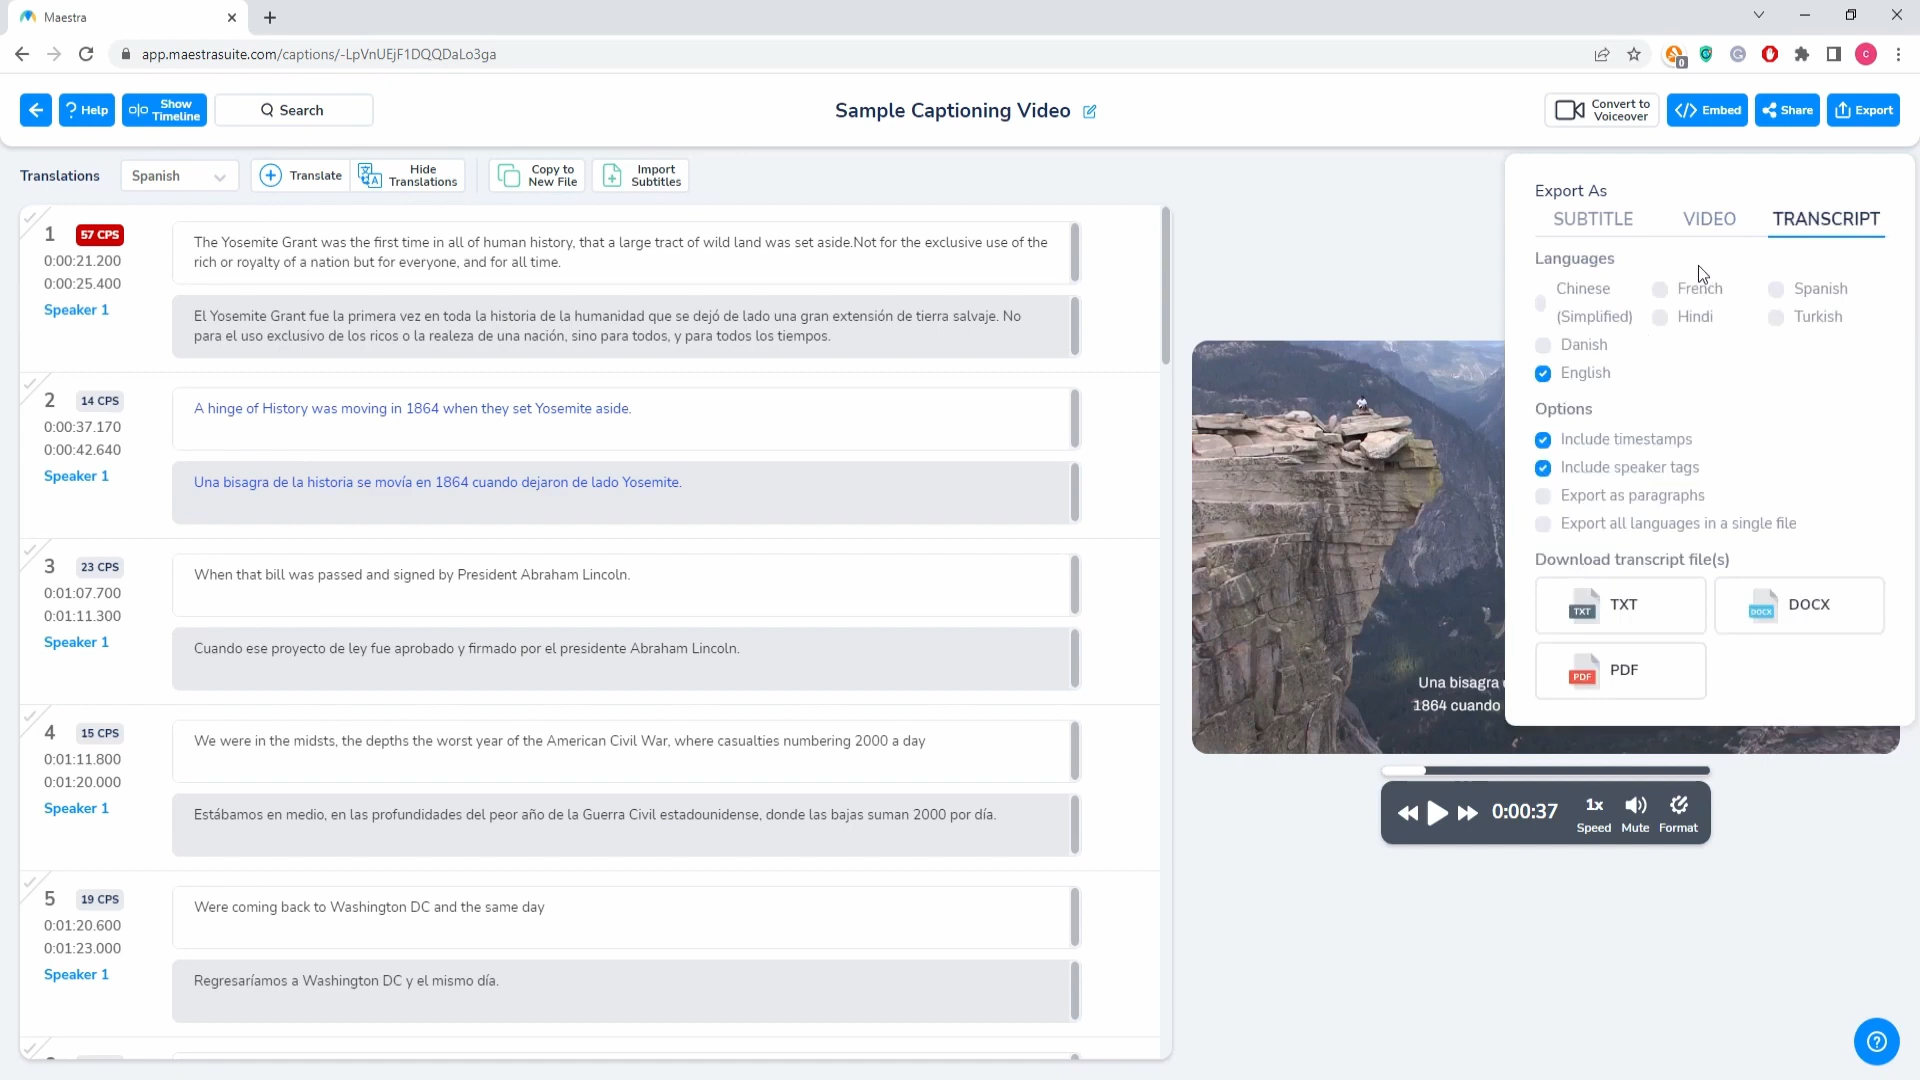 Maestra
app.maestrasuite.com/captions/-LpVnUEjF1DQQDaLo3ga
0
c
Help
Show
Timeline
Search
Sample Captioning Video
Convert to
Voiceover
Embed
Share
Export
Translations
Spanish
Translate
Hide
Translations
Copy to
New File
Import
Subtitles
1
57 CPS
0:00:21.200
0:00:25.400
Speaker 1
The Yosemite Grant was the first time in all of human history, that a large tract of wild land was set aside.Not for the exclusive use of the
rich or royalty of a nation but for everyone, and for all time.
El Yosemite Grant fue la primera vez en toda la historia de la humanidad que se dejó de lado una gran extensión de tierra salvaje. No
para el uso exclusivo de los ricos o la realeza de una nación, sino para todos, y para todos los tiempos.
2
14 CPS
0:00:37.170
0:00:42.640
Speaker 1
A hinge of History was moving in 1864 when they set Yosemite aside.
Una bisagra de la historia se movía en 1864 cuando dejaron de lado Yosemite.
3
23 CPS
0:01:07.700
0:01:11.300
Speaker 1
When that bill was passed and signed by President Abraham Lincoln.
Cuando ese proyecto de ley fue aprobado y firmado por el presidente Abraham Lincoln.
4
15 CPS
0:01:11.800
0:01:20.000
Speaker 1
We were in the midsts, the depths the worst year of the American Civil War, where casualties numbering 2000 a day
Estábamos en medio, en las profundidades del peor año de la Guerra Civil estadounidense, donde las bajas suman 2000 por día.
5
19 CPS
0:01:20.600
0:01:23.000
Speaker 1
Were coming back to Washington DC and the same day
Regresaríamos a Washington DC y el mismo día.
Export As
SUBTITLE
VIDEO
TRANSCRIPT
Languages
Chinese
(Simplified)
Danish
English
French
Hindi
Spanish
Turkish
Options
Include timestamps
Include speaker tags
Export as paragraphs
Export all languages in a single file
Download transcript file(s)
TXT TXT
DOCX DOCX
PDF PDF
Una bisagra
1864 cuando
0:00:37
1x
Speed
Mute
Format